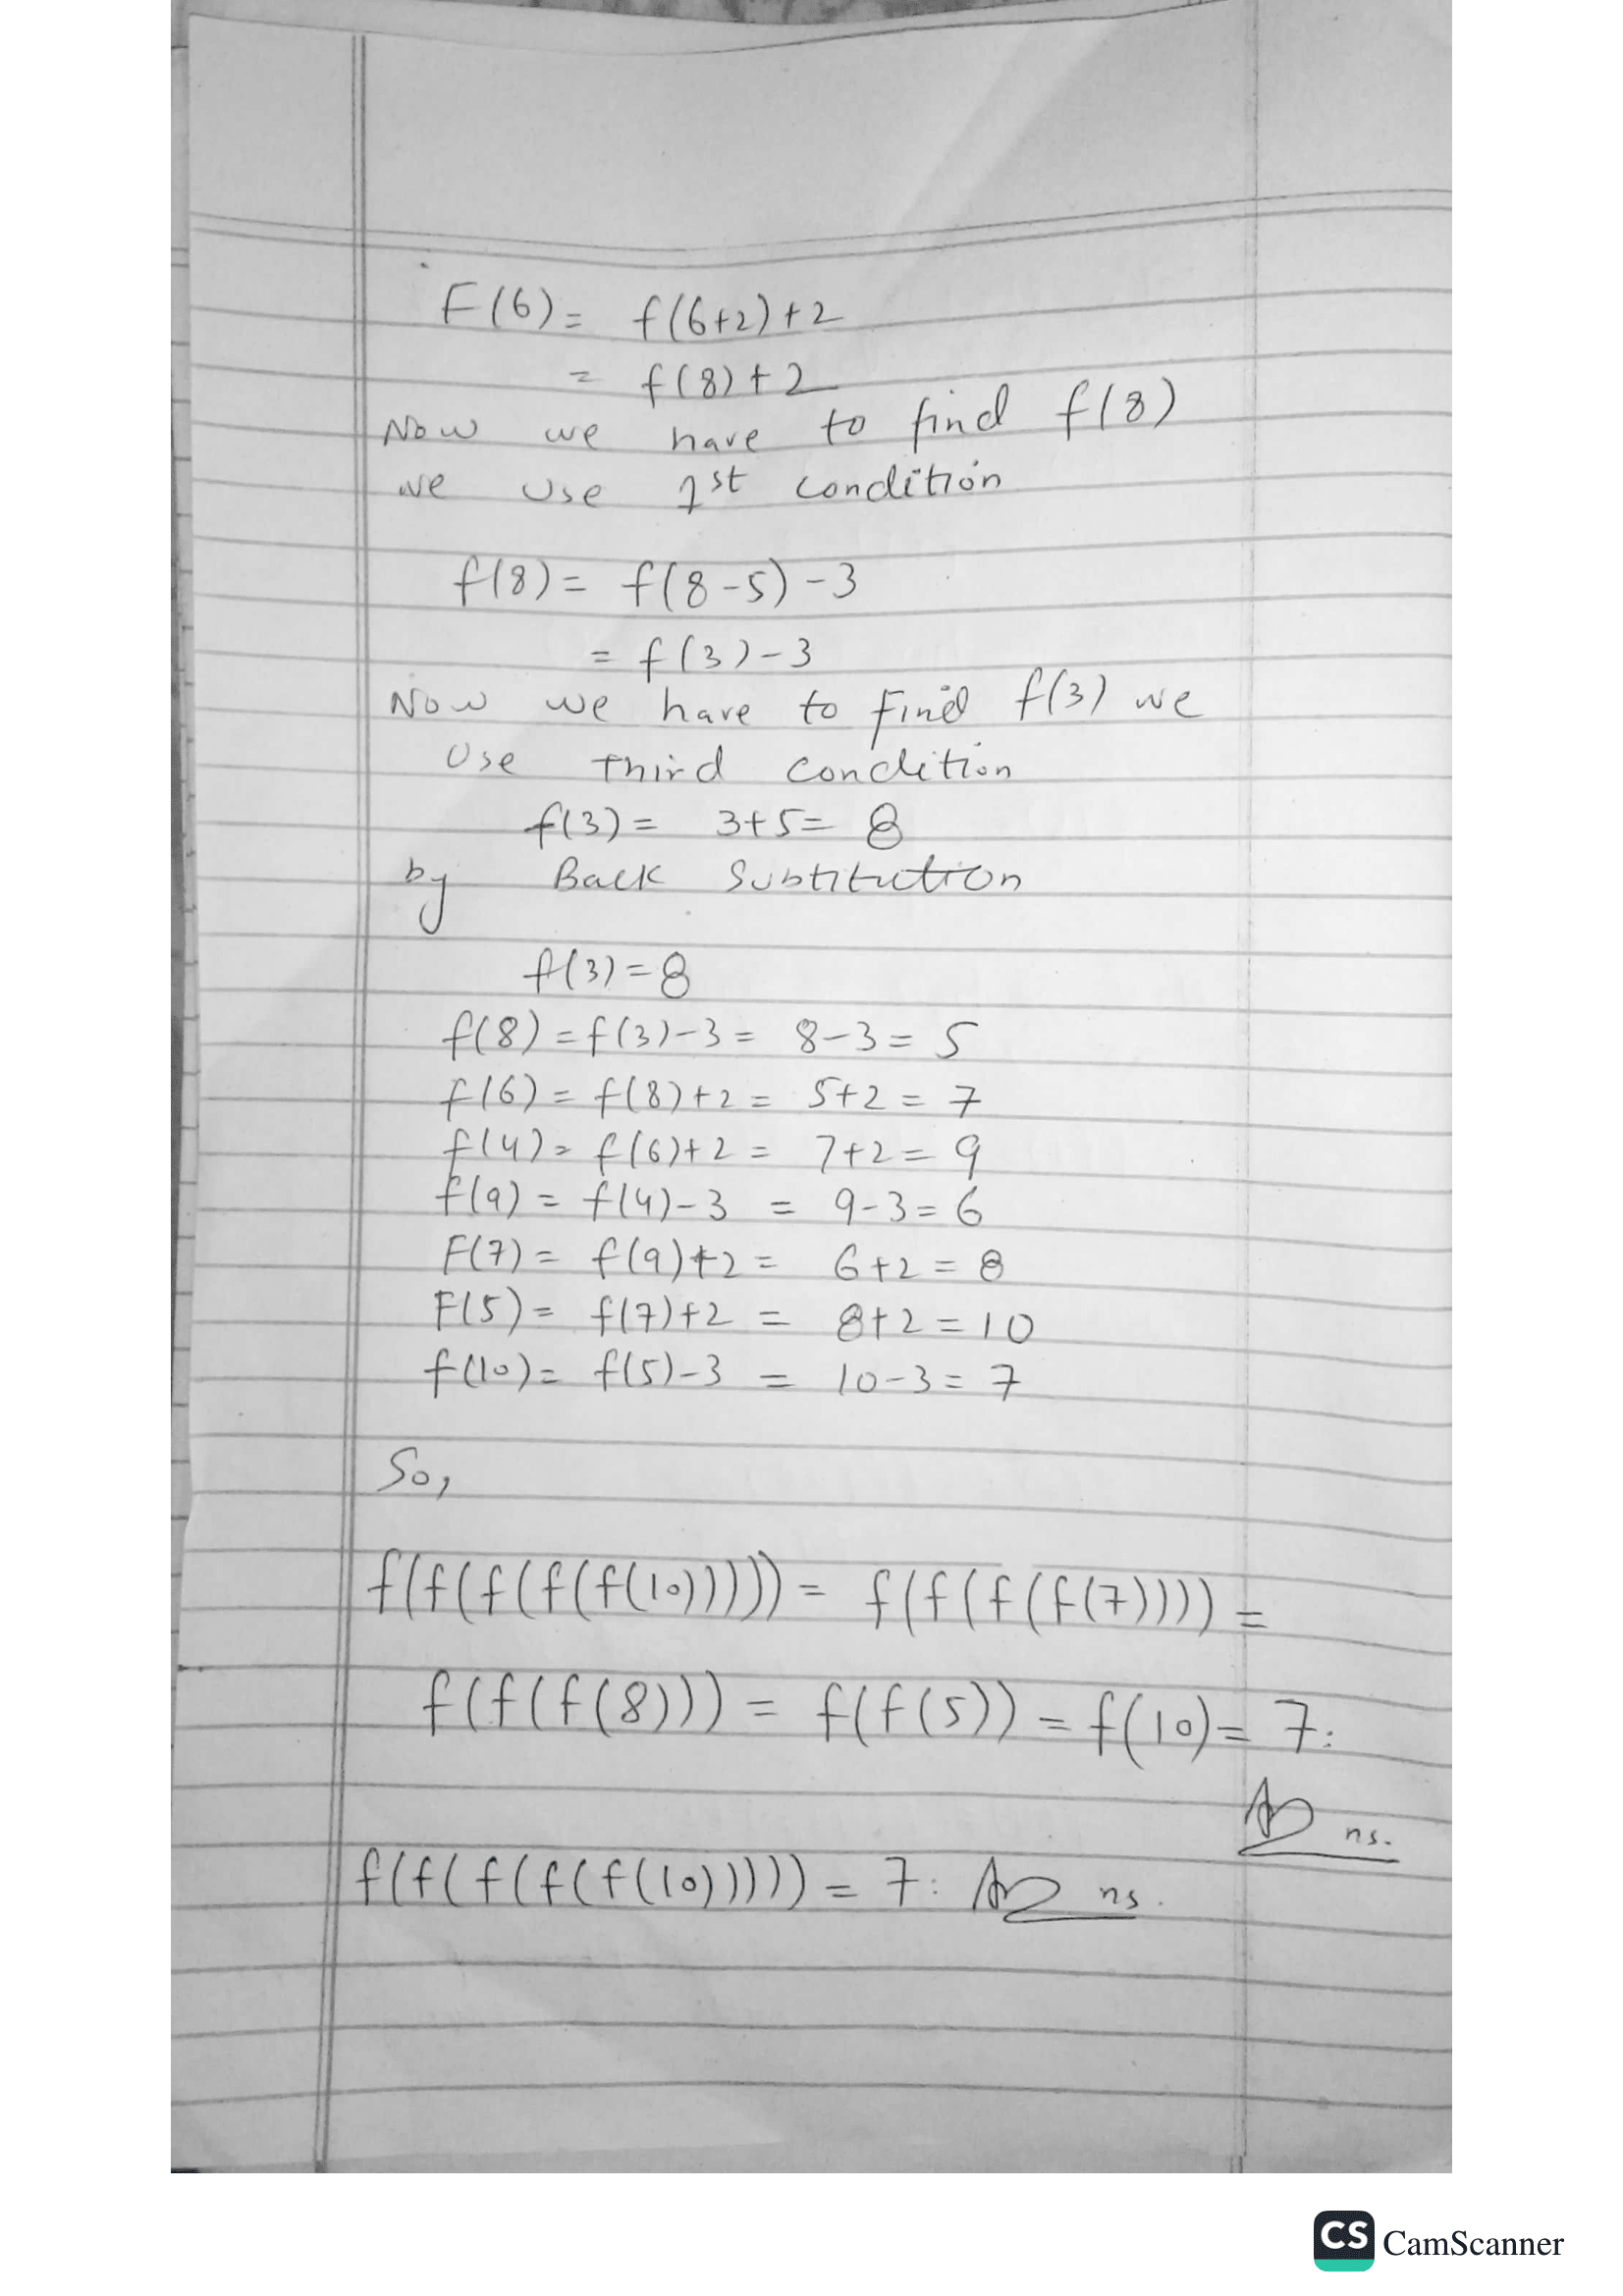 F(6) = f(6+2)+2
= f(8)+2
Now we have to find f(8)
we use 1st condition
f(8) = f(8-5)-3
= f(3)-3
Now we have to find f(3) we
use third condition
f(3) = 3+5= 8
by Back Subtitution
f(3)=8
f(8) = f(3)-3 = 8-3 = 5
f(6) = f(8)+2 = 5+2 = 7
f(4) = f(6)+2 = 7+2 = 9
f(9) = f(4)-3 = 9-3 = 6
F(7) = f(9)+2 = 6+2 = 8
F(5) = f(7)+2 = 8+2 = 10
f(10) = f(5)-3 = 10-3 = 7
So,
f(f(f(f(f(10))))) = f(f(f(f(7)))) =
f(f(f(8))) = f(f(5)) = f(10) = 7:
Ans.
f(f(f(f(f(10))))) = 7: Ans.
CS CamScanner